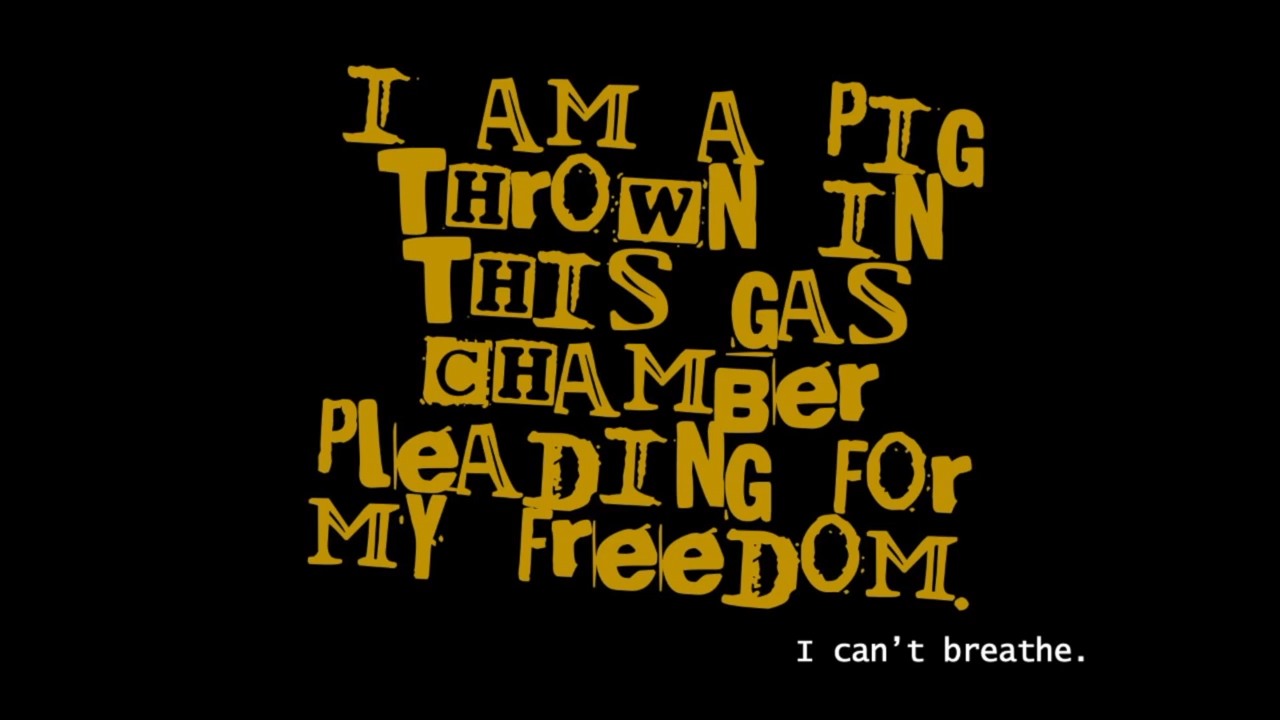 I AM A PIG
THrOWN IN
THIS GAS
CHAMBer
PleADING FOr
MY FreeDOM.
I can't breathe.